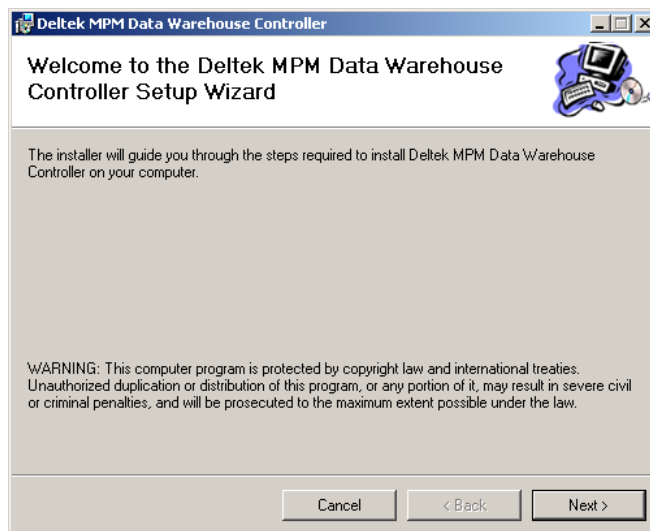 Deltek MPM Data Warehouse Controller
Welcome to the Deltek MPM Data Warehouse
Controller Setup Wizard
The installer will guide you through the steps required to install Deltek MPM Data Warehouse
Controller on your computer.
WARNING: This computer program is protected by copyright law and international treaties.
Unauthorized duplication or distribution of this program, or any portion of it, may result in severe civil
or criminal penalties, and will be prosecuted to the maximum extent possible under the law.
Cancel
< Back
Next >